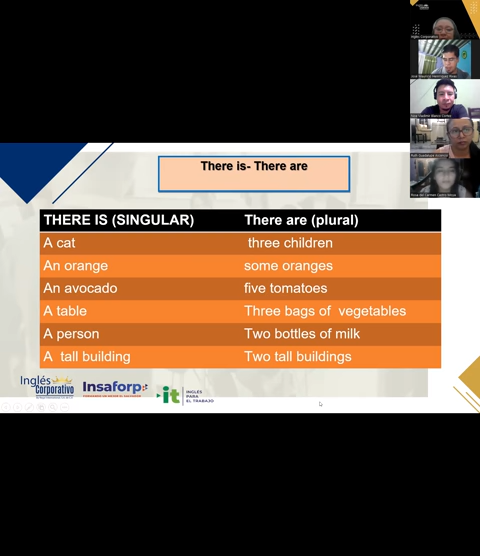 Inglés Corporativo
There is- There are
THERE IS (SINGULAR) There are (plural)
A cat three children
An orange some oranges
An avocado five tomatoes
A table Three bags of vegetables
A person Two bottles of milk
A tall building Two tall buildings
Inglés
Corporativo
Insaforp
it
INGLÉS
PARA
EL TRABAJO